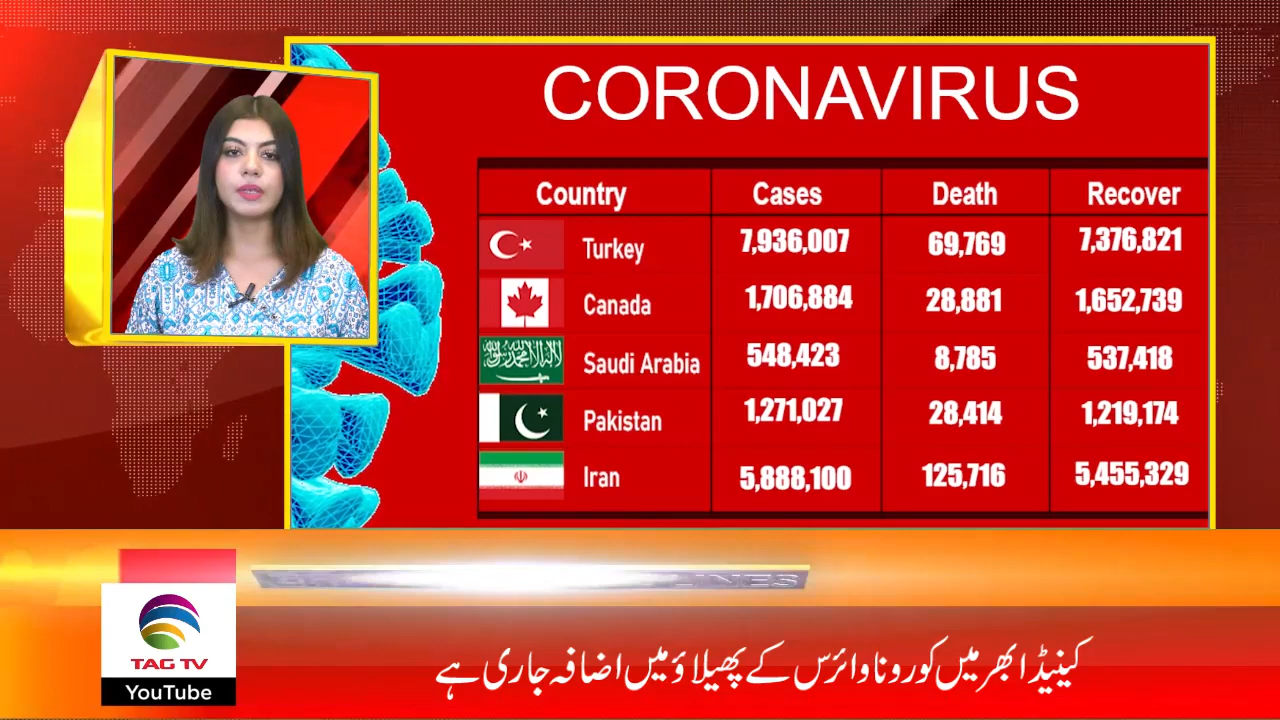 CORONAVIRUS
Country Cases Death Recover
Turkey 7,936,007 69,769 7,376,821
Canada 1,706,884 28,881 1,652,739
Saudi Arabia 548,423 8,785 537,418
Pakistan 1,271,027 28,414 1,219,174
Iran 5,888,100 125,716 5,455,329
TAG TV
YouTube
کینیڈا بھر میں کورونا وائرس کے پھیلاؤ میں اضافہ جاری ہے